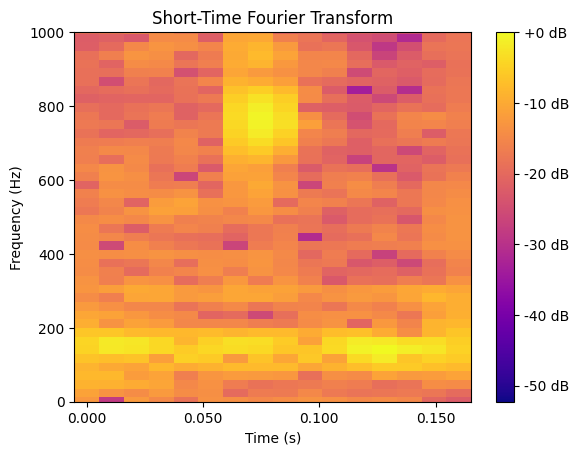 Short-Time Fourier Transform
1000
800
600
400
200
0
Frequency (Hz)
0.000
0.050
0.100
0.150
Time (s)
+0 dB
-10 dB
-20 dB
-30 dB
-40 dB
-50 dB